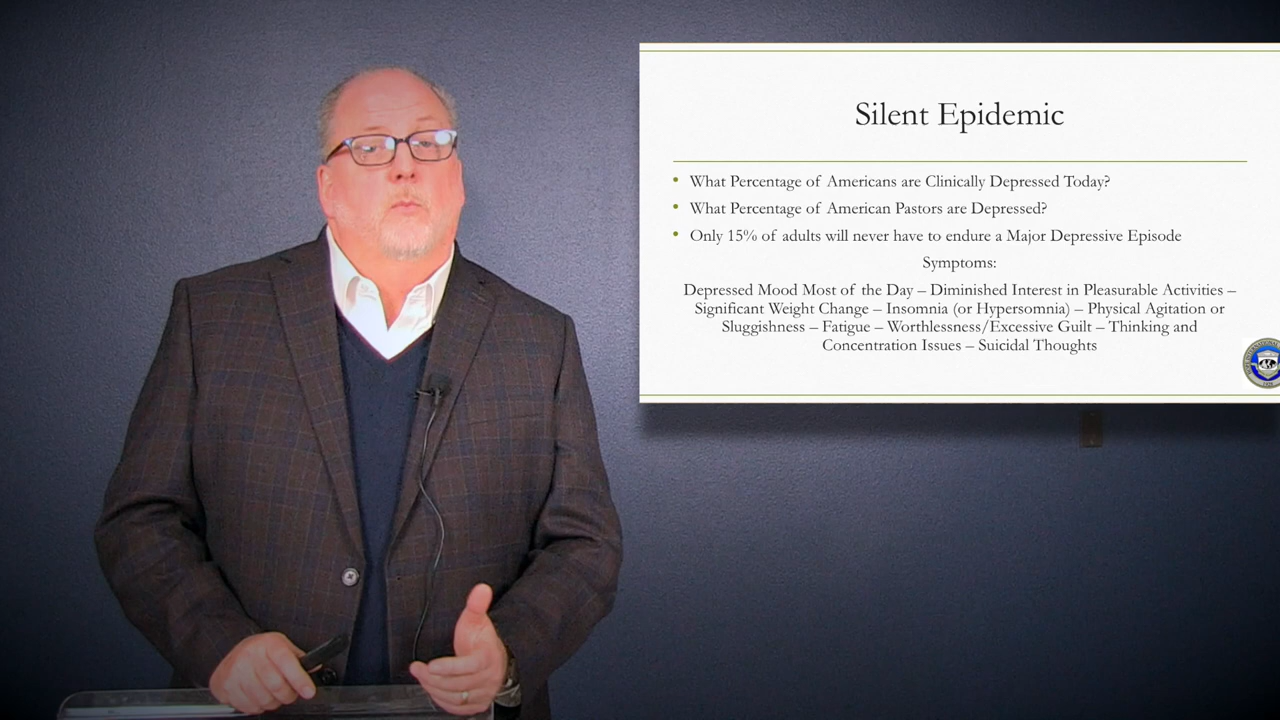 Silent Epidemic
• What Percentage of Americans are Clinically Depressed Today?
• What Percentage of American Pastors are Depressed?
• Only 15% of adults will never have to endure a Major Depressive Episode
Symptoms:
Depressed Mood Most of the Day – Diminished Interest in Pleasurable Activities –
Significant Weight Change – Insomnia (or Hypersomnia) – Physical Agitation or
Sluggishness – Fatigue – Worthlessness/Excessive Guilt – Thinking and
Concentration Issues – Suicidal Thoughts